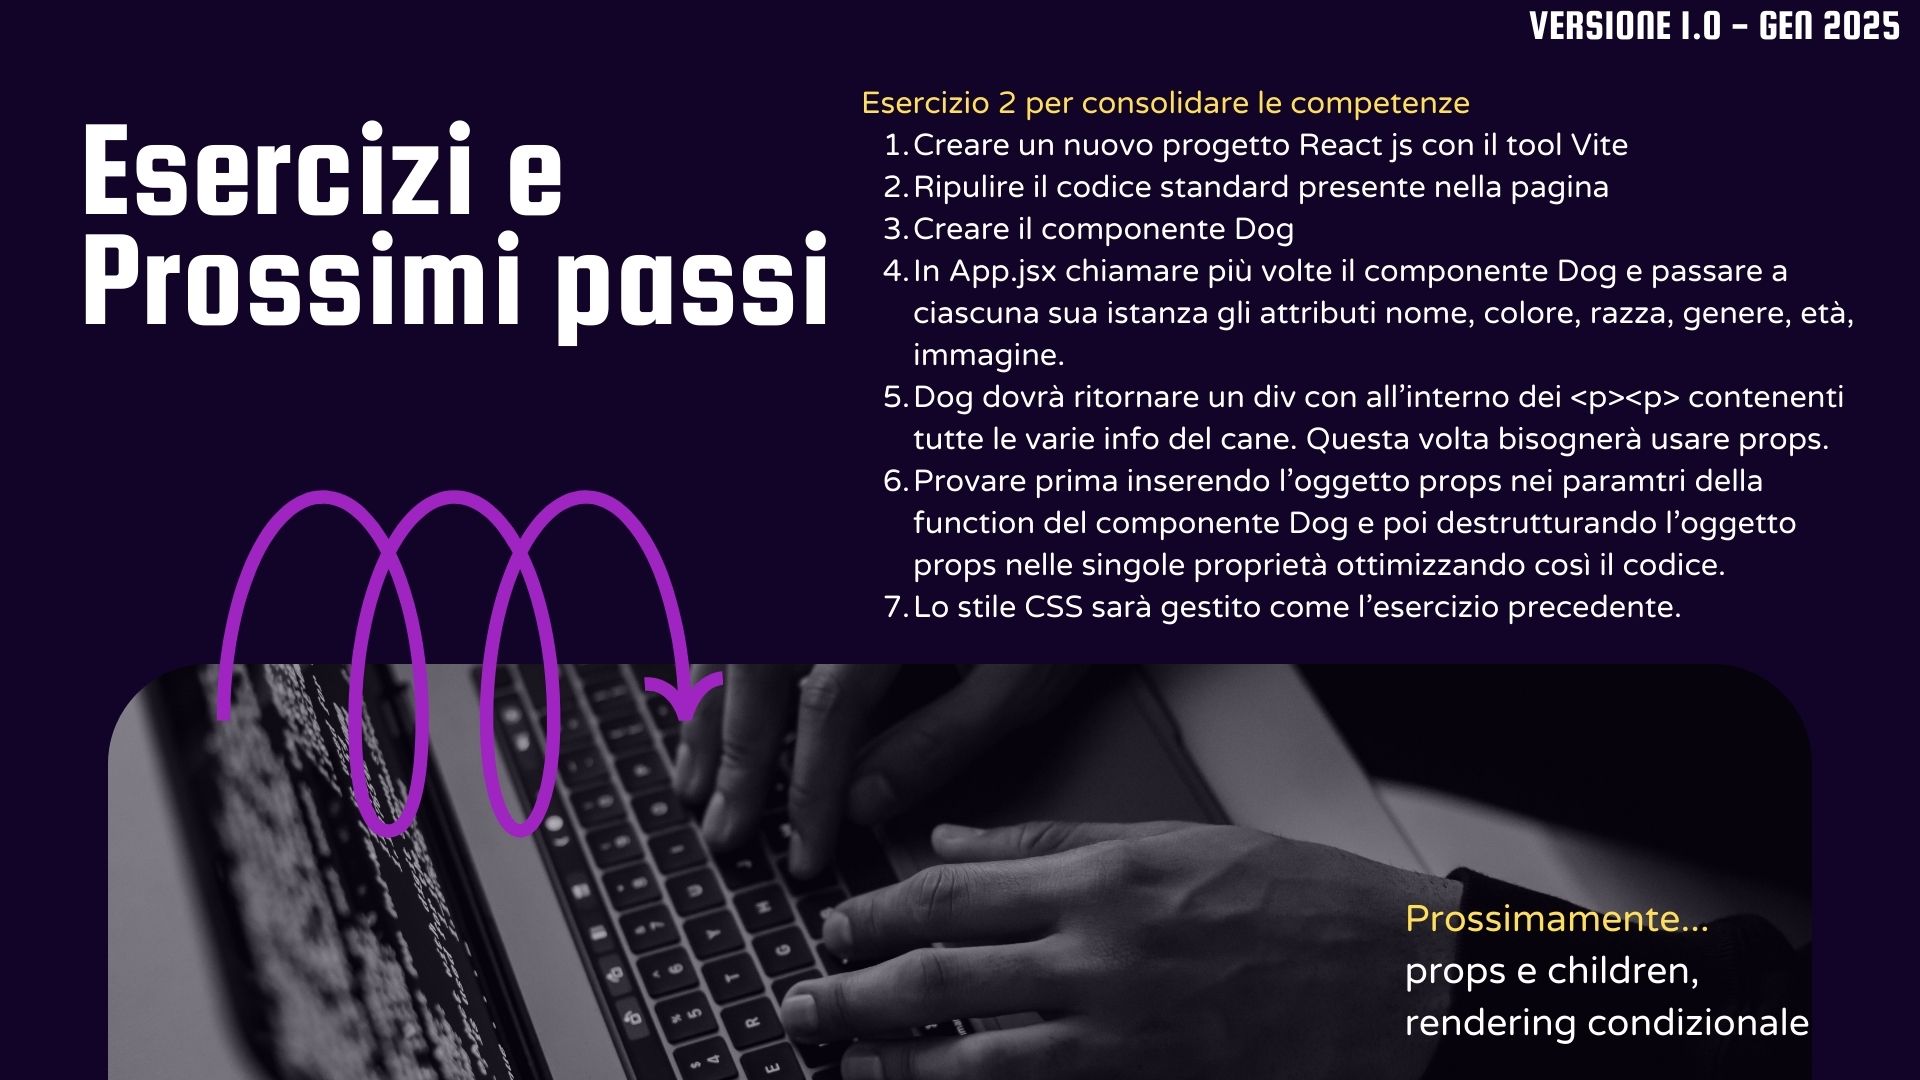 VERSIONE 1.0 - GEN 2025
Esercizi e
Prossimi passi
Esercizio 2 per consolidare le competenze
1. Creare un nuovo progetto React js con il tool Vite
2. Ripulire il codice standard presente nella pagina
3. Creare il componente Dog
4. In App.jsx chiamare più volte il componente Dog e passare a
ciascuna sua istanza gli attributi nome, colore, razza, genere, età,
immagine.
5. Dog dovrà ritornare un div con all’interno dei <p><p> contenenti
tutte le varie info del cane. Questa volta bisognerà usare props.
6. Provare prima inserendo l’oggetto props nei paramtri della
function del componente Dog e poi destrutturando l’oggetto
props nelle singole proprietà ottimizzando così il codice.
7. Lo stile CSS sarà gestito come l’esercizio precedente.
Prossimamente...
props e children,
rendering condizionale